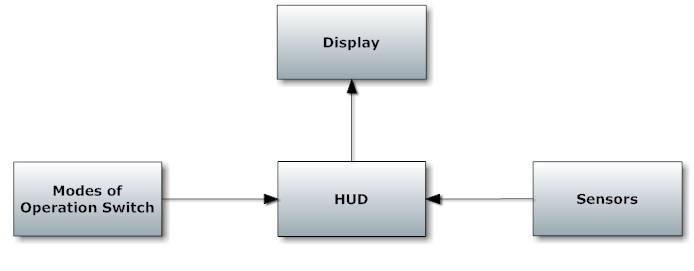 Display
Modes of
Operation Switch
HUD
Sensors